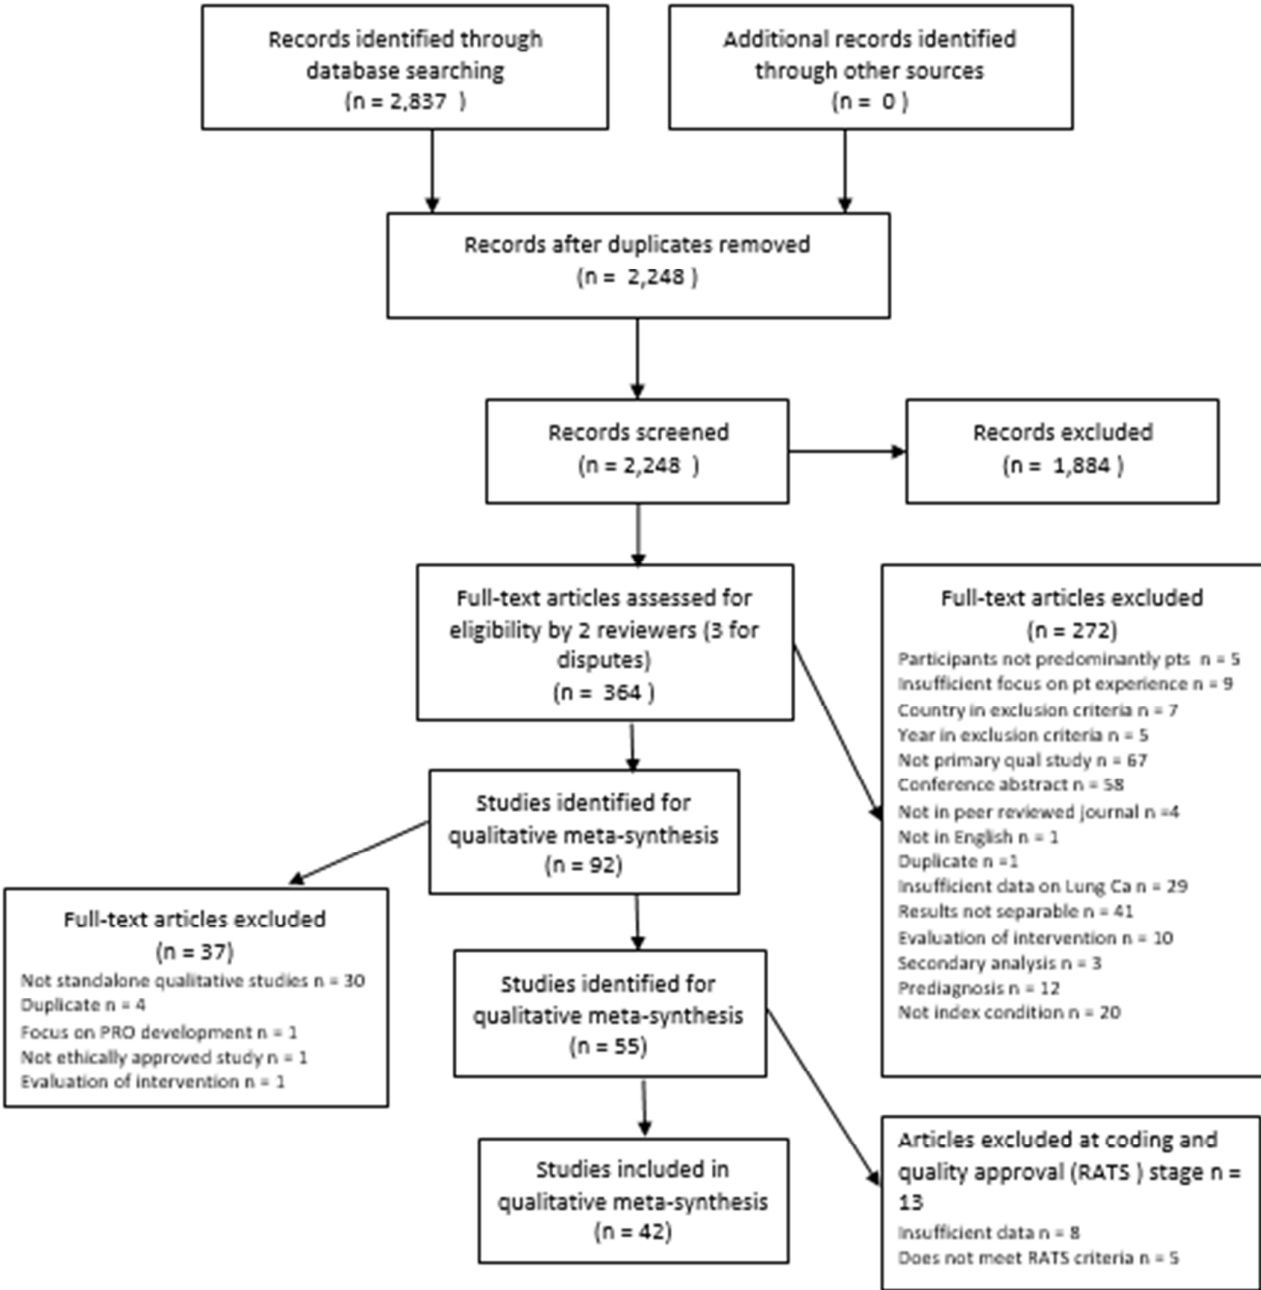 Records identified through
database searching
(n = 2,837 )
Additional records identified
through other sources
(n = 0 )
Records after duplicates removed
(n = 2,248 )
Records screened
(n = 2,248 )
Records excluded
(n = 1,884 )
Full-text articles assessed for
eligibility by 2 reviewers (3 for
disputes)
(n = 364 )
Full-text articles excluded
(n = 272)
Participants not predominantly pts n = 5
Insufficient focus on pt experience n = 9
Country in exclusion criteria n = 7
Year in exclusion criteria n = 5
Not primary qual study n = 67
Conference abstract n = 58
Not in peer reviewed journal n =4
Not in English n = 1
Duplicate n =1
Insufficient data on Lung Ca n = 29
Results not separable n = 41
Evaluation of intervention n = 10
Secondary analysis n = 3
Prediagnosis n = 12
Not index condition n = 20
Studies identified for
qualitative meta-synthesis
(n = 92)
Full-text articles excluded
(n = 37)
Not standalone qualitative studies n = 30
Duplicate n = 4
Focus on PRO development n = 1
Not ethically approved study n = 1
Evaluation of intervention n = 1
Studies identified for
qualitative meta-synthesis
(n = 55)
Articles excluded at coding and
quality approval (RATS ) stage n =
13
Insufficient data n = 8
Does not meet RATS criteria n = 5
Studies included in
qualitative meta-synthesis
(n = 42)